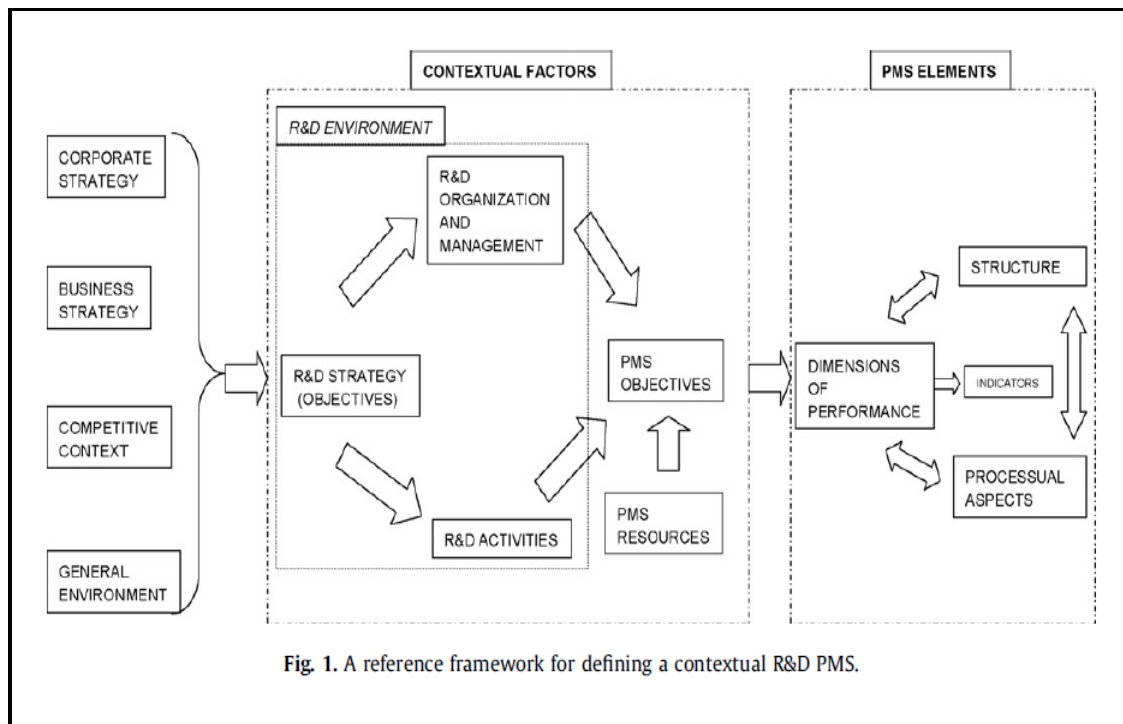 CONTEXTUAL FACTORS
PMS ELEMENTS
R&D ENVIRONMENT
CORPORATE
STRATEGY
BUSINESS
STRATEGY
COMPETITIVE
CONTEXT
GENERAL
ENVIRONMENT
R&D
ORGANIZATION
AND
MANAGEMENT
R&D STRATEGY
(OBJECTIVES)
R&D ACTIVITIES
PMS
OBJECTIVES
PMS
RESOURCES
DIMENSIONS
OF
PERFORMANCE
STRUCTURE
INDICATORS
PROCESSUAL
ASPECTS
Fig. 1. A reference framework for defining a contextual R&D PMS.